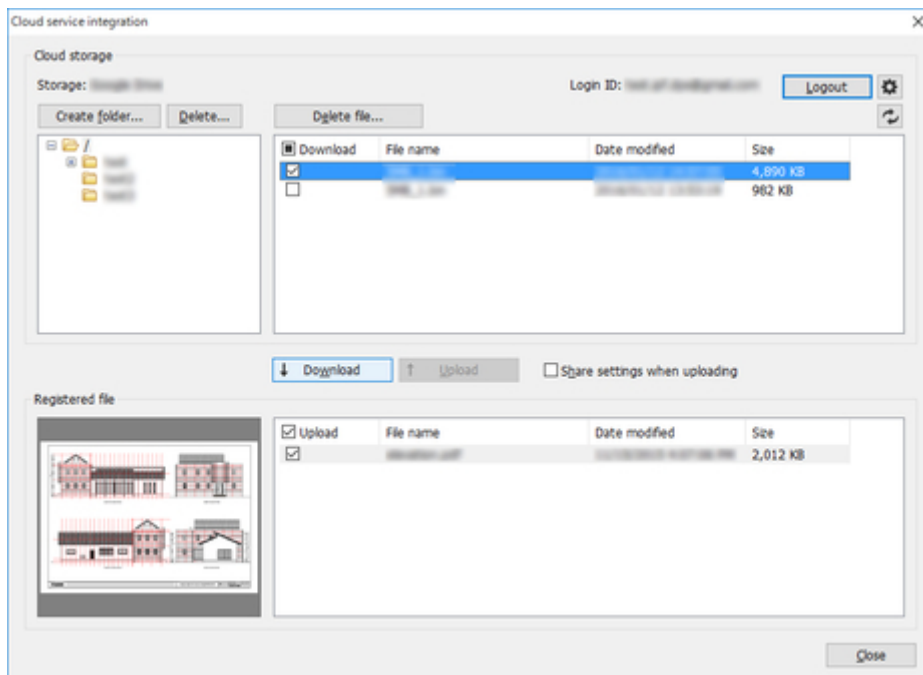 Cloud service integration
Cloud storage
Storage:
Login ID:
Logout
Create folder...
Delete...
Delete file...
/
Download File name Date modified Size
4,890 KB
982 KB
Download
Upload
Share settings when uploading
Registered file
Upload File name Date modified Size
2,012 KB
Close